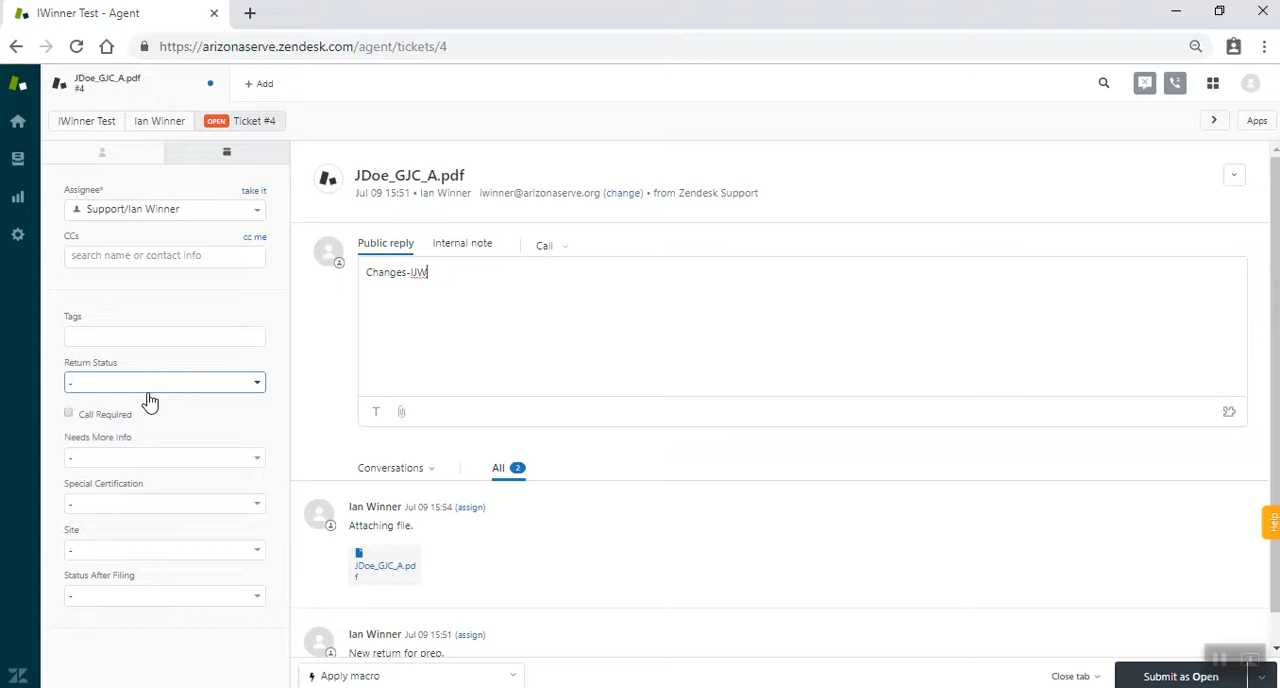 IWinner Test - Agent
https://arizonaserve.zendesk.com/agent/tickets/4
JDoe_GJC_A.pdf
#4
+ Add
IWinner Test
Ian Winner
OPEN Ticket #4
Apps
Assignee*
take it
Support/Ian Winner
CCs
cc me
search name or contact info
Tags
Return Status
-
Call Required
Needs More Info
-
Special Certification
-
Site
-
Status After Filing
-
JDoe_GJC_A.pdf
Jul 09 15:51 • Ian Winner iwinner@arizonaserve.org (change) • from Zendesk Support
Public reply
Internal note
Call
Changes-IJW
T
Conversations
All 2
Ian Winner Jul 09 15:54 (assign)
Attaching file.
JDoe_GJC_A.pd
f
Ian Winner Jul 09 15:51 (assign)
New return for prep.
Help
Apply macro
Close tab
Submit as Open